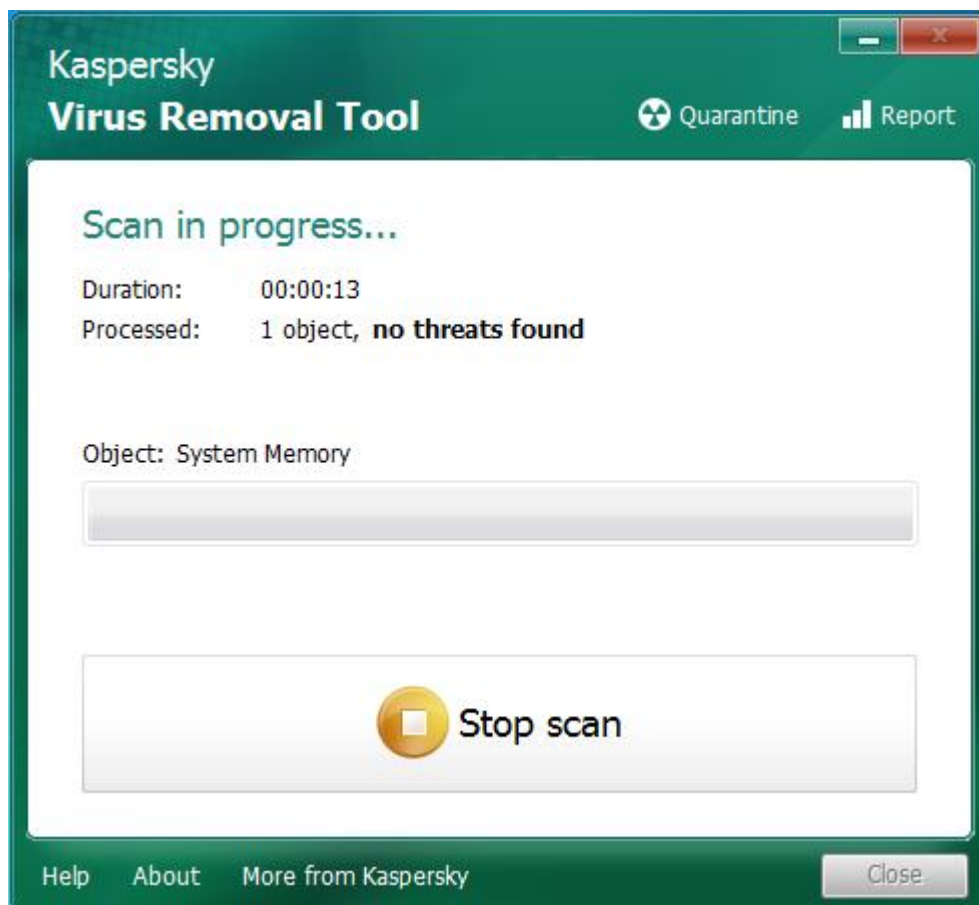 Kaspersky
Virus Removal Tool
Quarantine
Report
Scan in progress...
Duration: 00:00:13
Processed: 1 object, no threats found
Object: System Memory
Stop scan
Help About More from Kaspersky Close